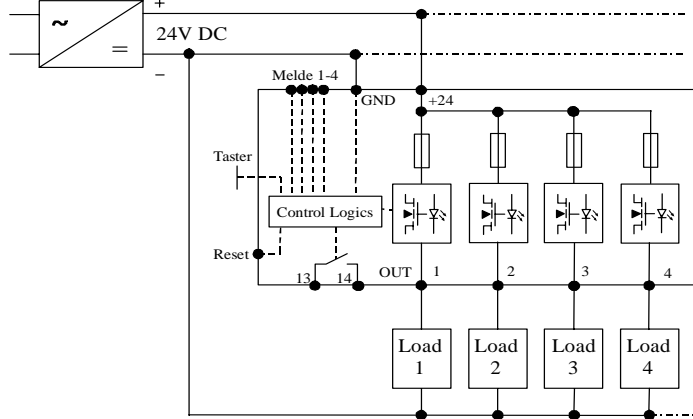 +
~
=
24V DC
−
Melde 1-4
GND
+24
Taster
Control Logics
Reset
13
14
OUT
1
2
3
4
Load
1
Load
2
Load
3
Load
4